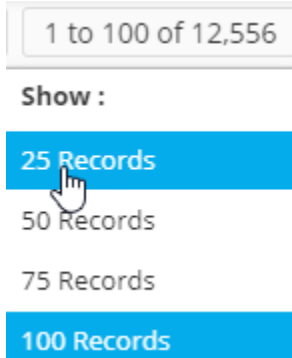 1 to 100 of 12,556
Show :
25 Records
50 Records
75 Records
100 Records